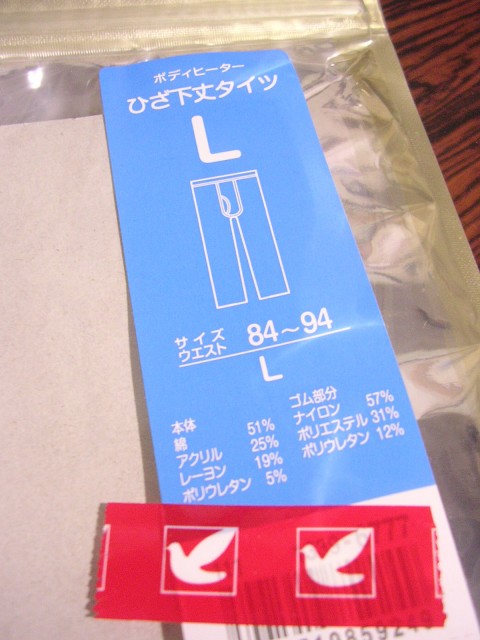 ボディヒーター
ひざ下丈タイツ
L
サイズ
ウエスト 84～94
L
本体
綿 51%
アクリル 25%
レーヨン 19%
ポリウレタン 5%
ゴム部分
ナイロン 57%
ポリエステル 31%
ポリウレタン 12%